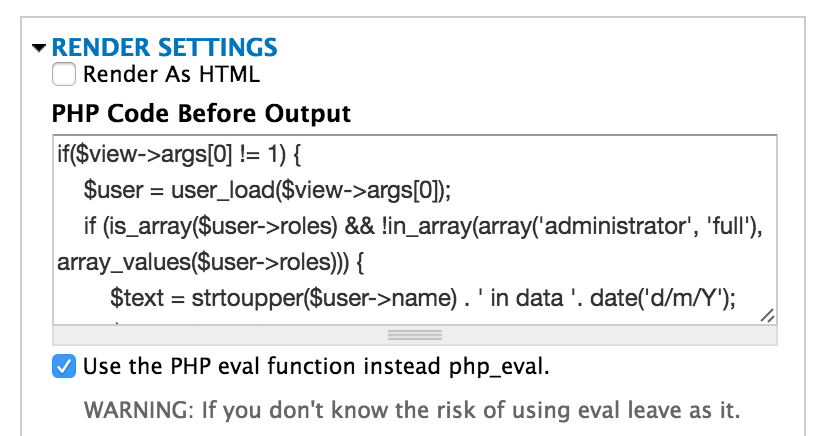 RENDER SETTINGS
Render As HTML
PHP Code Before Output
if($view->args[0] != 1) {
$user = user_load($view->args[0]);
if (is_array($user->roles) && !in_array(array('administrator', 'full'),
array_values($user->roles))) {
$text = strtoupper($user->name) . ' in data '. date('d/m/Y');
Use the PHP eval function instead php_eval.
WARNING: If you don't know the risk of using eval leave as it.